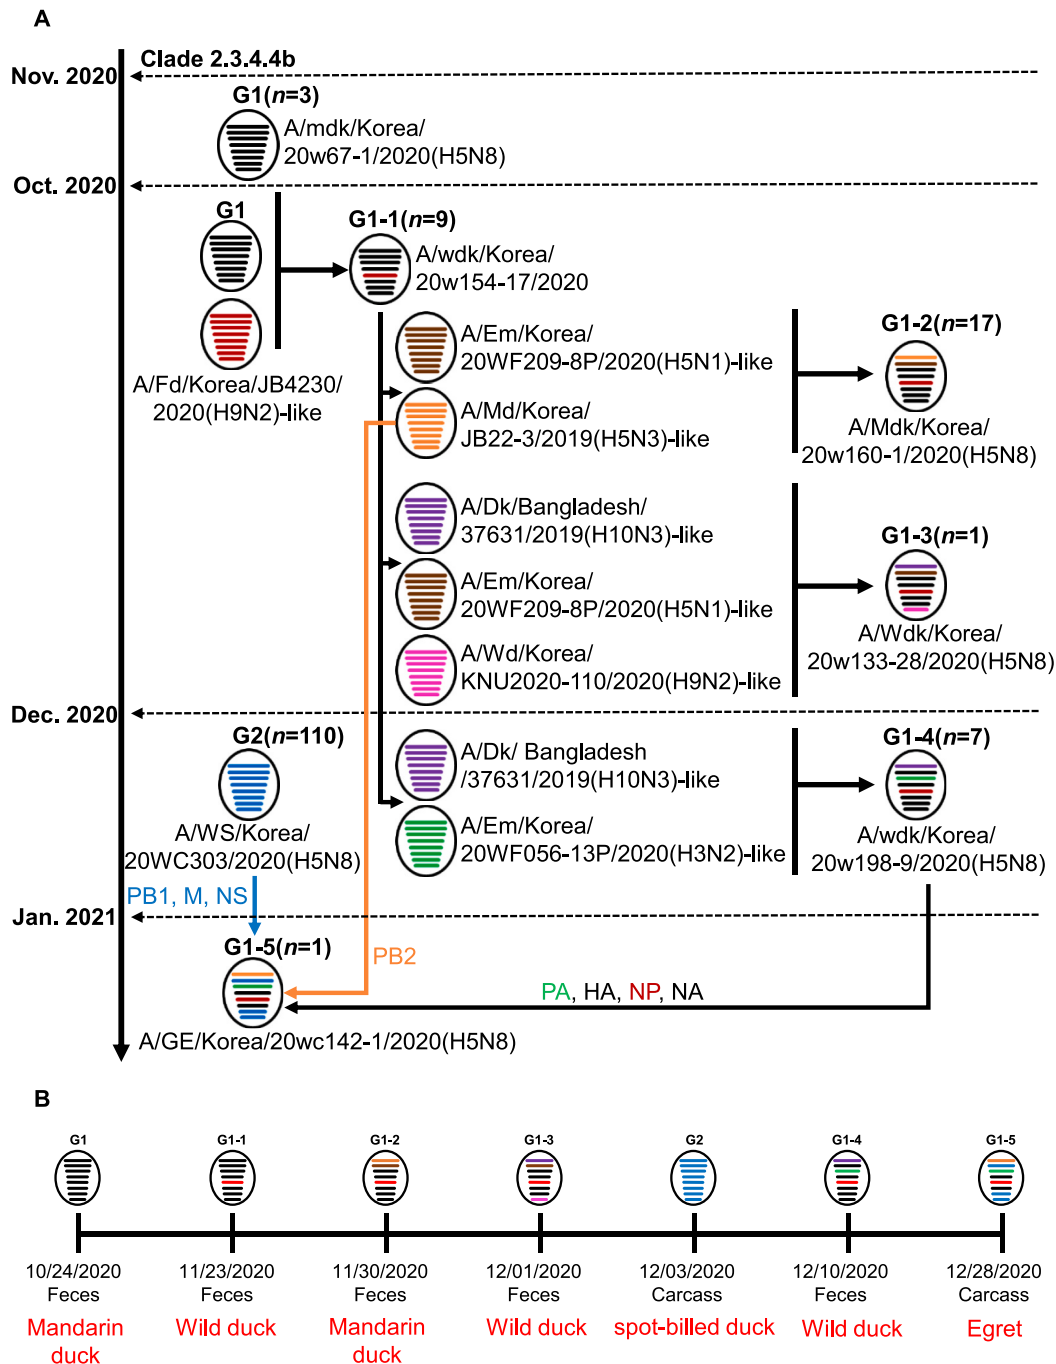 A
Clade 2.3.4.4b
Nov. 2020
G1(n=3)
A/mdk/Korea/
20w67-1/2020(H5N8)
Oct. 2020
G1
A/Fd/Korea/JB4230/
2020(H9N2)-like
G1-1(n=9)
A/wdk/Korea/
20w154-17/2020
A/Em/Korea/
20WF209-8P/2020(H5N1)-like
A/Md/Korea/
JB22-3/2019(H5N3)-like
G1-2(n=17)
A/Mdk/Korea/
20w160-1/2020(H5N8)
A/Dk/Bangladesh/
37631/2019(H10N3)-like
A/Em/Korea/
20WF209-8P/2020(H5N1)-like
A/Wd/Korea/
KNU2020-110/2020(H9N2)-like
G1-3(n=1)
A/Wdk/Korea/
20w133-28/2020(H5N8)
Dec. 2020
G2(n=110)
A/WS/Korea/
20WC303/2020(H5N8)
A/Dk/ Bangladesh
/37631/2019(H10N3)-like
A/Em/Korea/
20WF056-13P/2020(H3N2)-like
G1-4(n=7)
A/wdk/Korea/
20w198-9/2020(H5N8)
PB1, M, NS
Jan. 2021
G1-5(n=1)
PB2
PA, HA, NP, NA
A/GE/Korea/20wc142-1/2020(H5N8)
B
G1 G1-1 G1-2 G1-3 G2 G1-4 G1-5
10/24/2020 11/23/2020 11/30/2020 12/01/2020 12/03/2020 12/10/2020 12/28/2020
Feces Feces Feces Feces Carcass Feces Carcass
Mandarin Wild duck Mandarin Wild duck spot-billed duck Wild duck Egret
duck duck